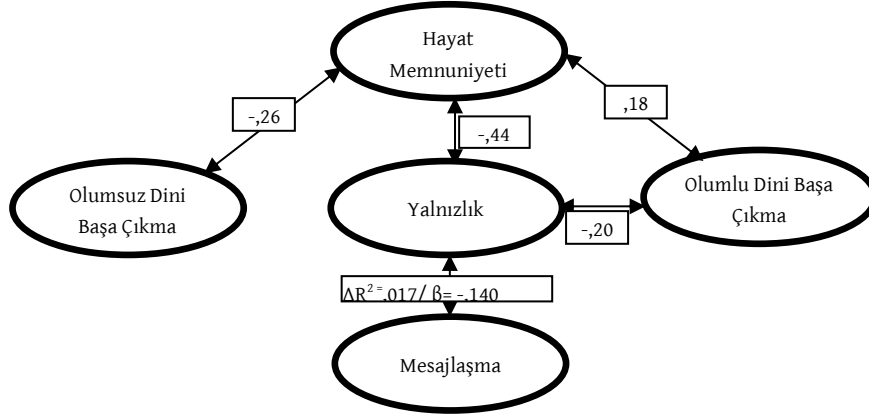 Hayat
Memnuniyeti
-,26
,18
-,44
Olumsuz Dini
Başa Çıkma
Yalnızlık
Olumlu Dini Başa
Çıkma
-,20
ΔR² = ,017/ β= -,140
Mesajlaşma